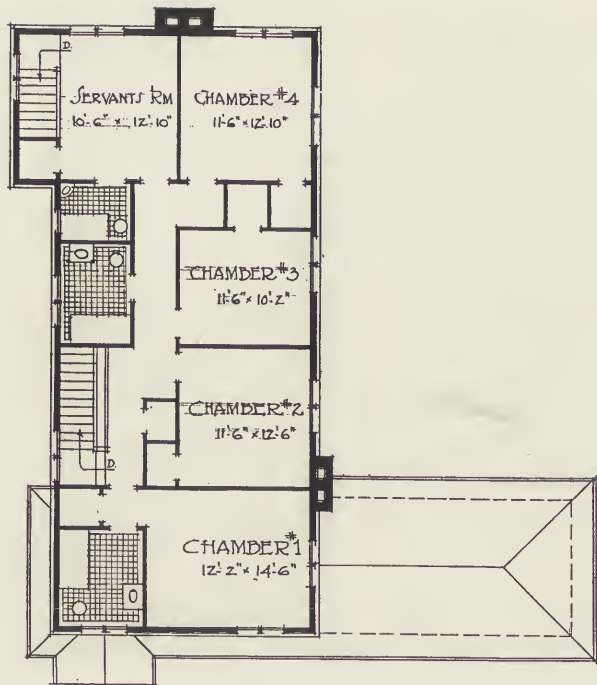 D.
SERVANTS RM
10'-6" × 12'-10"
CHAMBER #4
11'-6" × 12'-10"
CHAMBER #3
11'-6" × 10'-2"
CHAMBER #2
11'-6" × 12'-6"
D.
CHAMBER #1
12'-2" × 14'-6"